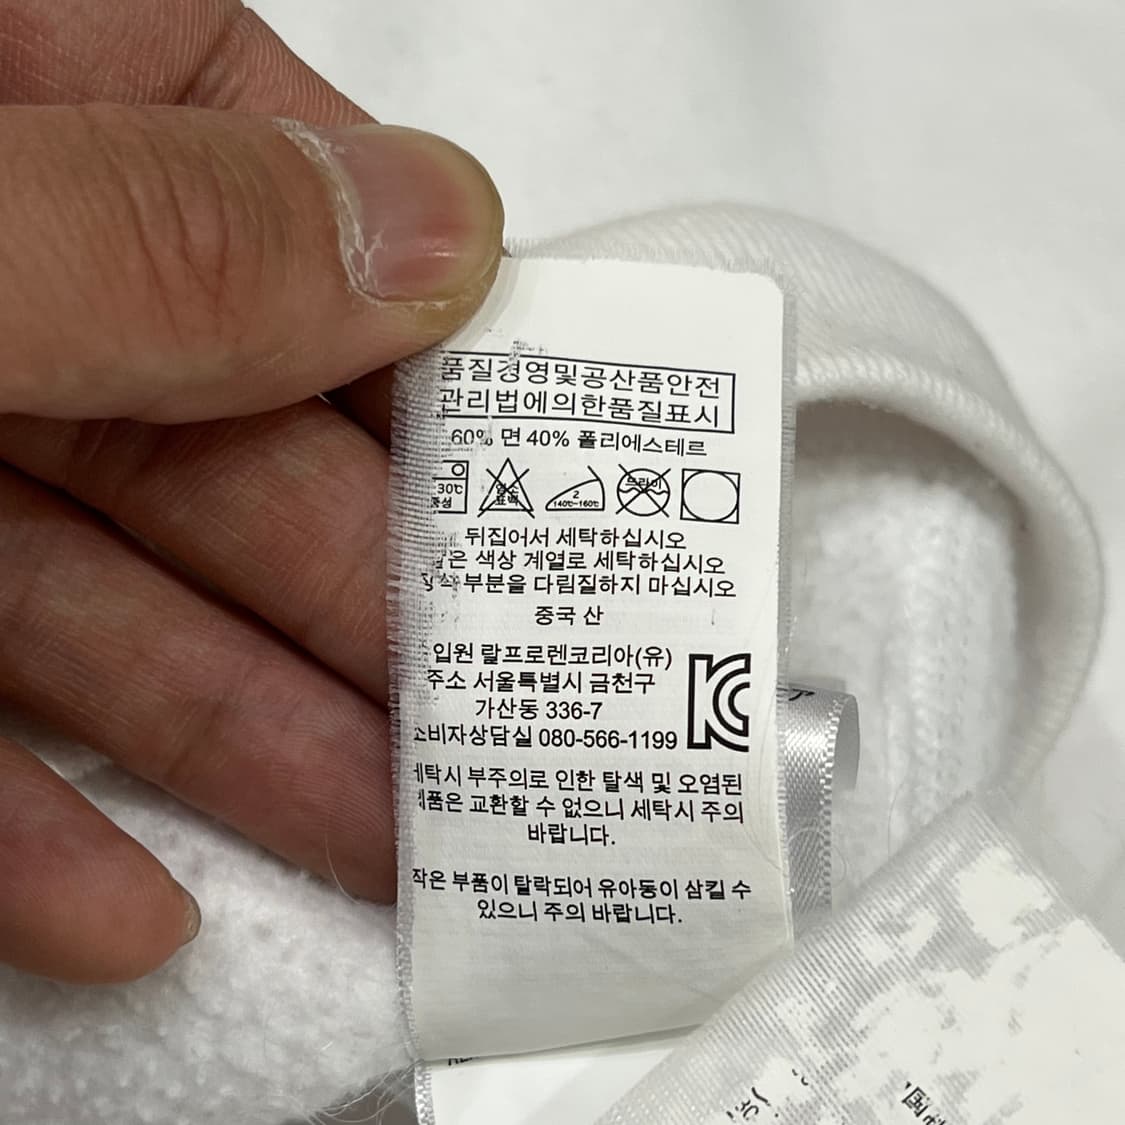 품질경영및공산품안전
관리법에의한품질표시
60% 면 40% 폴리에스테르
30℃ 중성 염소 표백 2 140℃-160℃ 드라이
뒤집어서 세탁하십시오
색상 계열로 세탁하십시오
부분을 다림질하지 마십시오
중국 산
입원 랄프로렌코리아(유)
주소 서울특별시 금천구
가산동 336-7
소비자상담실 080-566-1199
세탁시 부주의로 인한 탈색 및 오염된
제품은 교환할 수 없으니 세탁시 주의
바랍니다.
작은 부품이 탈락되어 유아동이 삼킬 수
있으니 주의 바랍니다.